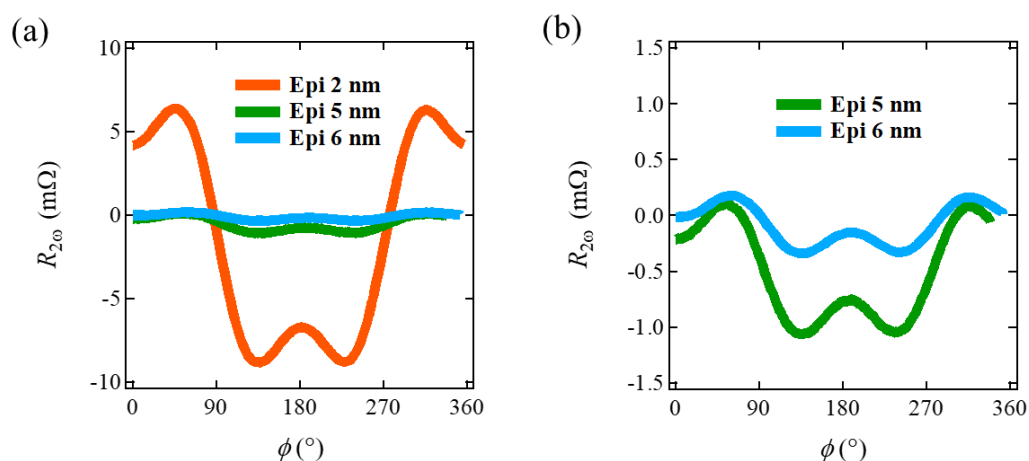 (a)
10
5
0
-5
-10
R2ω (mΩ)
Epi 2 nm
Epi 5 nm
Epi 6 nm
0 90 180 270 360
ϕ (°)
(b)
1.5
1.0
0.5
0.0
-0.5
-1.0
-1.5
R2ω (mΩ)
Epi 5 nm
Epi 6 nm
0 90 180 270 360
ϕ (°)